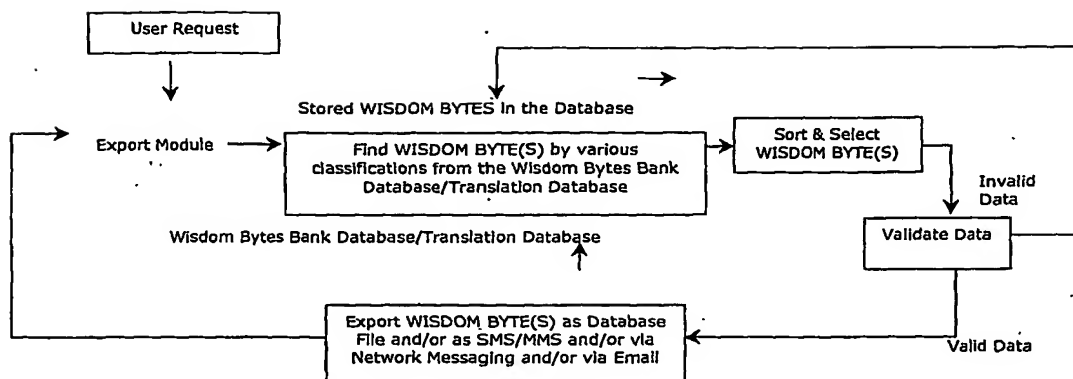 User Request
Stored WISDOM BYTES in the Database
Export Module
Find WISDOM BYTE(S) by various
classifications from the Wisdom Bytes Bank
Database/Translation Database
Sort & Select
WISDOM BYTE(S)
Invalid
Data
Wisdom Bytes Bank Database/Translation Database
Validate Data
Export WISDOM BYTE(S) as Database
File and/or as SMS/MMS and/or via
Network Messaging and/or via Email
Valid Data